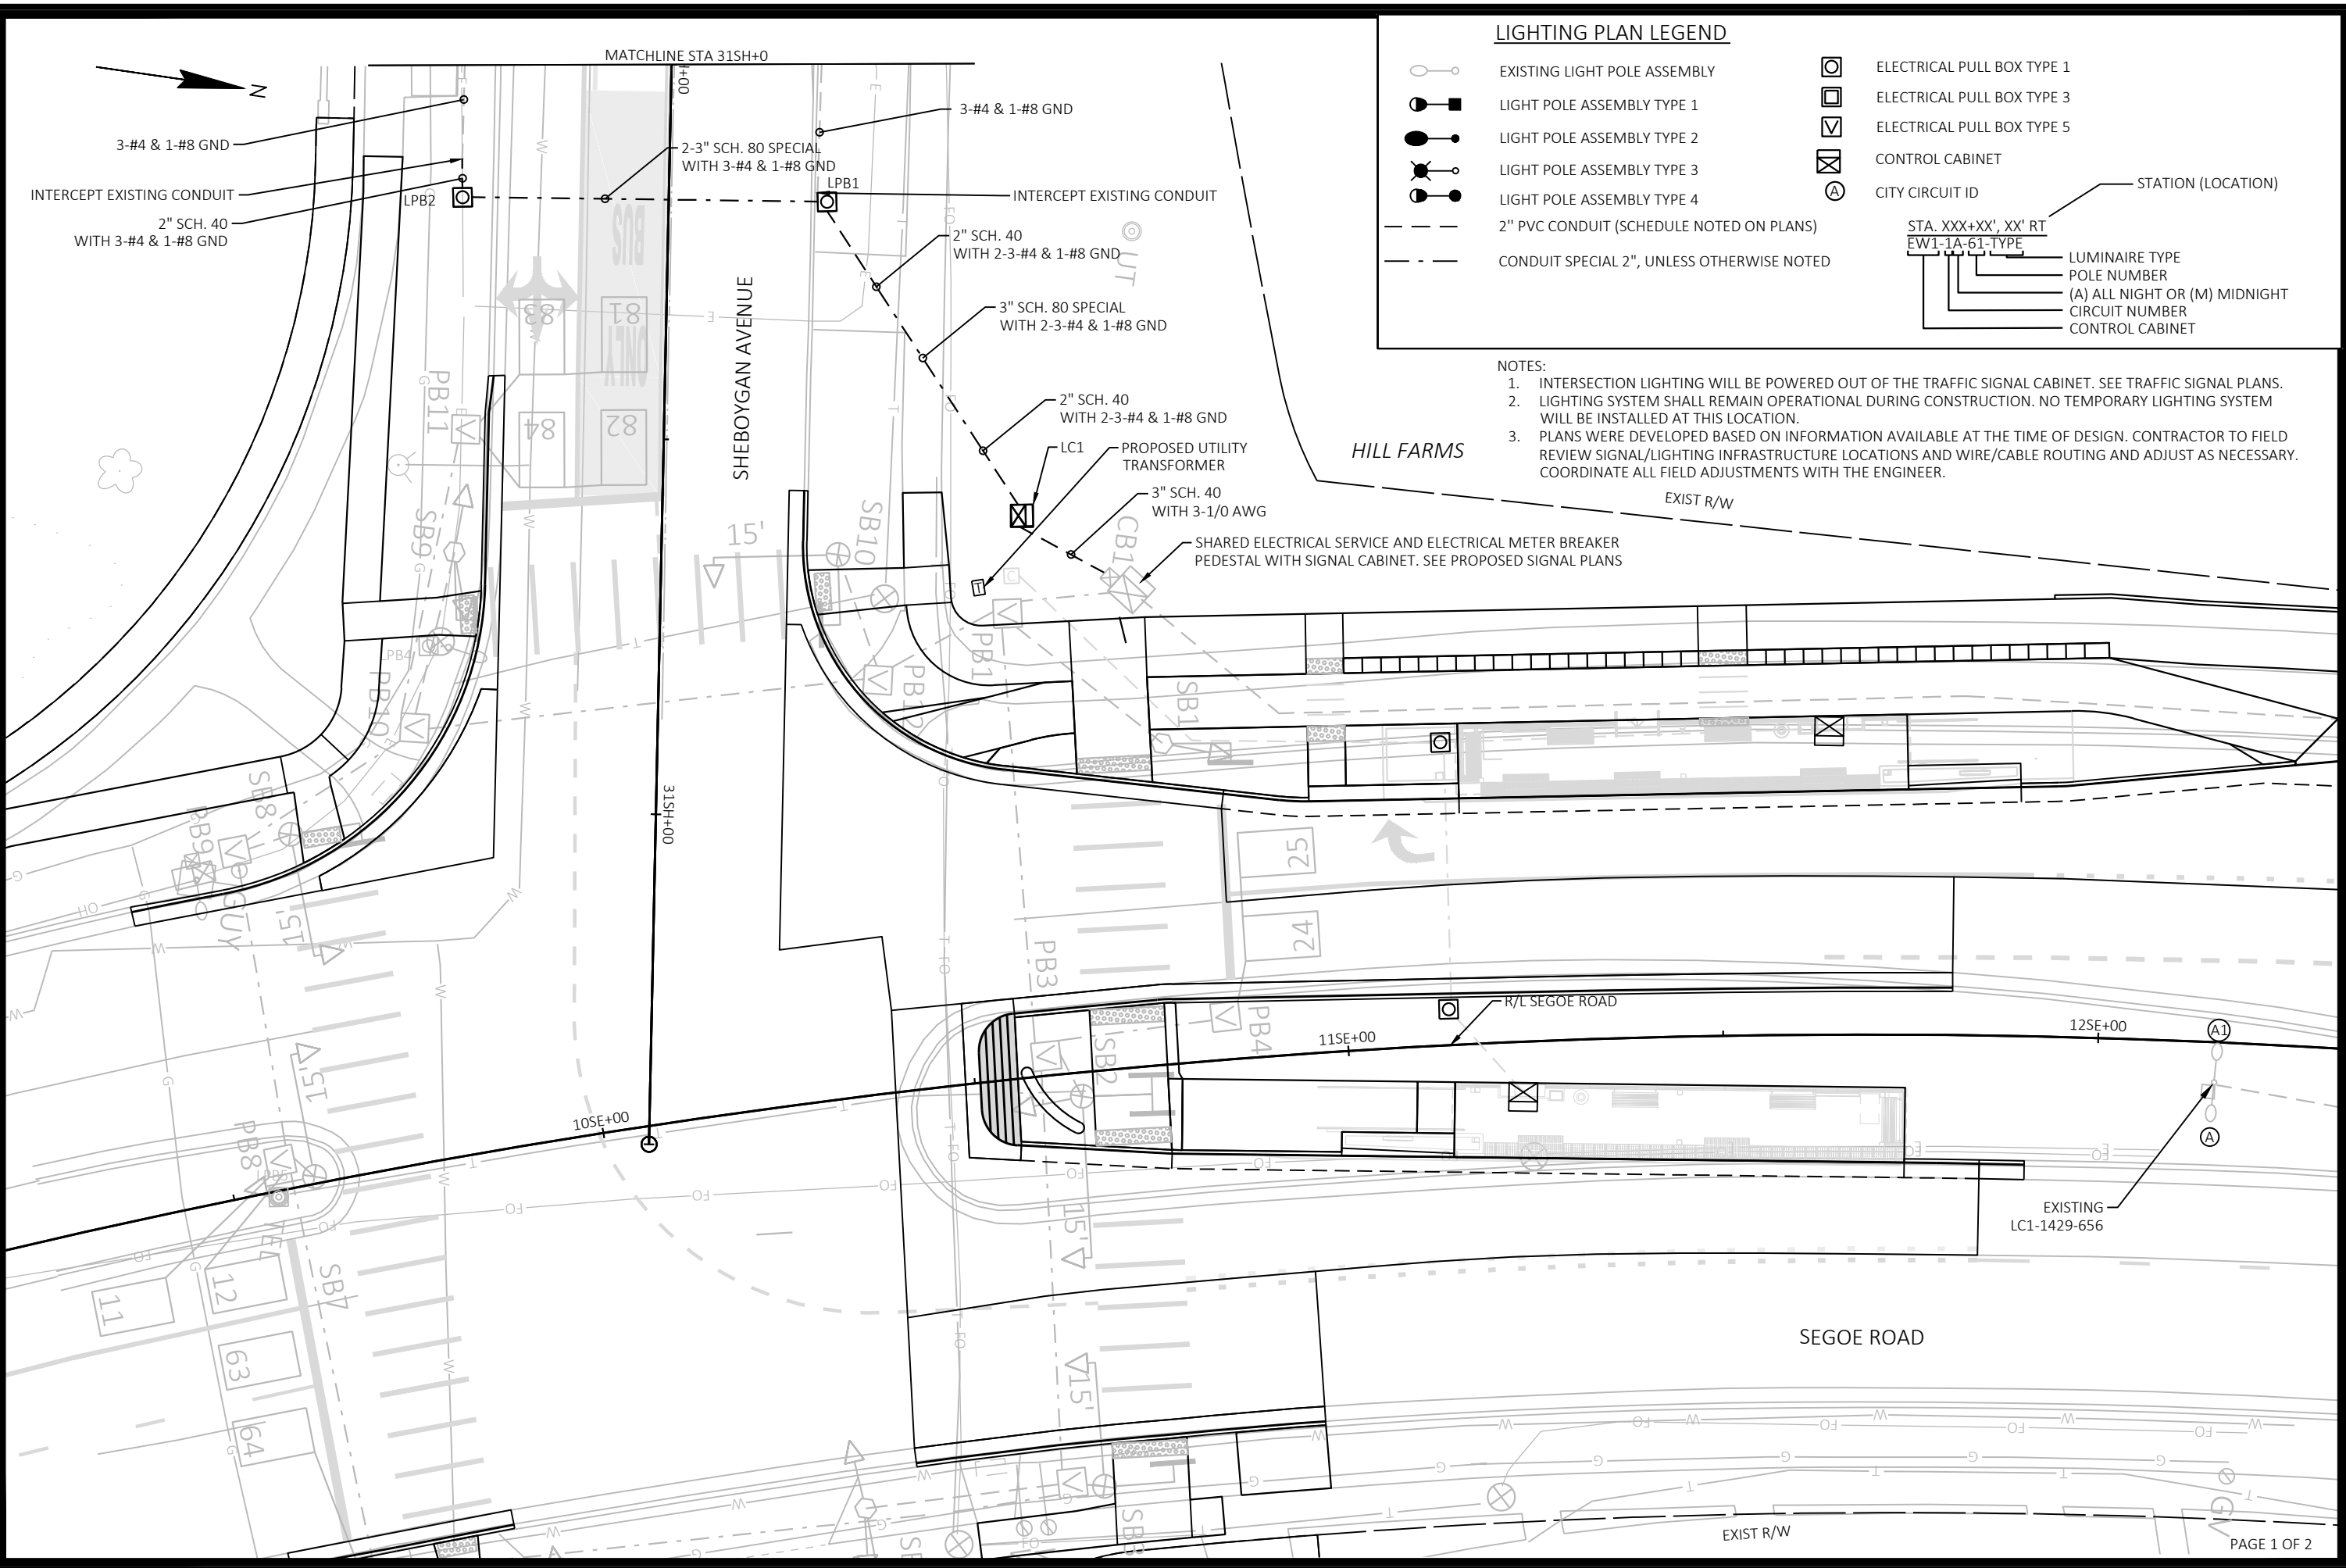 MATCHLINE STA 31SH+0
+00
N
3-#4 & 1-#8 GND
INTERCEPT EXISTING CONDUIT
2" SCH. 40
WITH 3-#4 & 1-#8 GND
LPB2
2-3" SCH. 80 SPECIAL
WITH 3-#4 & 1-#8 GND
LPB1
3-#4 & 1-#8 GND
INTERCEPT EXISTING CONDUIT
2" SCH. 40
WITH 2-3-#4 & 1-#8 GND
UT
3" SCH. 80 SPECIAL
WITH 2-3-#4 & 1-#8 GND
2" SCH. 40
WITH 2-3-#4 & 1-#8 GND
LC1
PROPOSED UTILITY
TRANSFORMER
3" SCH. 40
WITH 3-1/0 AWG
SHARED ELECTRICAL SERVICE AND ELECTRICAL METER BREAKER
PEDESTAL WITH SIGNAL CABINET. SEE PROPOSED SIGNAL PLANS
LIGHTING PLAN LEGEND
EXISTING LIGHT POLE ASSEMBLY
LIGHT POLE ASSEMBLY TYPE 1
LIGHT POLE ASSEMBLY TYPE 2
LIGHT POLE ASSEMBLY TYPE 3
LIGHT POLE ASSEMBLY TYPE 4
2" PVC CONDUIT (SCHEDULE NOTED ON PLANS)
CONDUIT SPECIAL 2", UNLESS OTHERWISE NOTED
ELECTRICAL PULL BOX TYPE 1
ELECTRICAL PULL BOX TYPE 3
ELECTRICAL PULL BOX TYPE 5
CONTROL CABINET
A
CITY CIRCUIT ID
STATION (LOCATION)
STA. XXX+XX', XX' RT
EW1-1A-61-TYPE
LUMINAIRE TYPE
POLE NUMBER
(A) ALL NIGHT OR (M) MIDNIGHT
CIRCUIT NUMBER
CONTROL CABINET
NOTES:
1. INTERSECTION LIGHTING WILL BE POWERED OUT OF THE TRAFFIC SIGNAL CABINET. SEE TRAFFIC SIGNAL PLANS.
2. LIGHTING SYSTEM SHALL REMAIN OPERATIONAL DURING CONSTRUCTION. NO TEMPORARY LIGHTING SYSTEM
WILL BE INSTALLED AT THIS LOCATION.
3. PLANS WERE DEVELOPED BASED ON INFORMATION AVAILABLE AT THE TIME OF DESIGN. CONTRACTOR TO FIELD
REVIEW SIGNAL/LIGHTING INFRASTRUCTURE LOCATIONS AND WIRE/CABLE ROUTING AND ADJUST AS NECESSARY.
COORDINATE ALL FIELD ADJUSTMENTS WITH THE ENGINEER.
HILL FARMS
EXIST R/W
SHEBOYGAN AVENUE
BUS
ONLY
83
81
84
82
PB11
SB9
SB10
15'
CB1
T
LPB4
PB10
PB12
PB1
SB1
SB8
PB9
GUY
15'
31SH+00
25
24
PB3
PB4
SB2
R/L SEGOE ROAD
11SE+00
12SE+00
A1
A
10SE+00
15'
PB8
LPB5
SB7
11
12
63
64
15'
15'
EXISTING
LC1-1429-656
SEGOE ROAD
SB3
GV
EXIST R/W
PAGE 1 OF 2